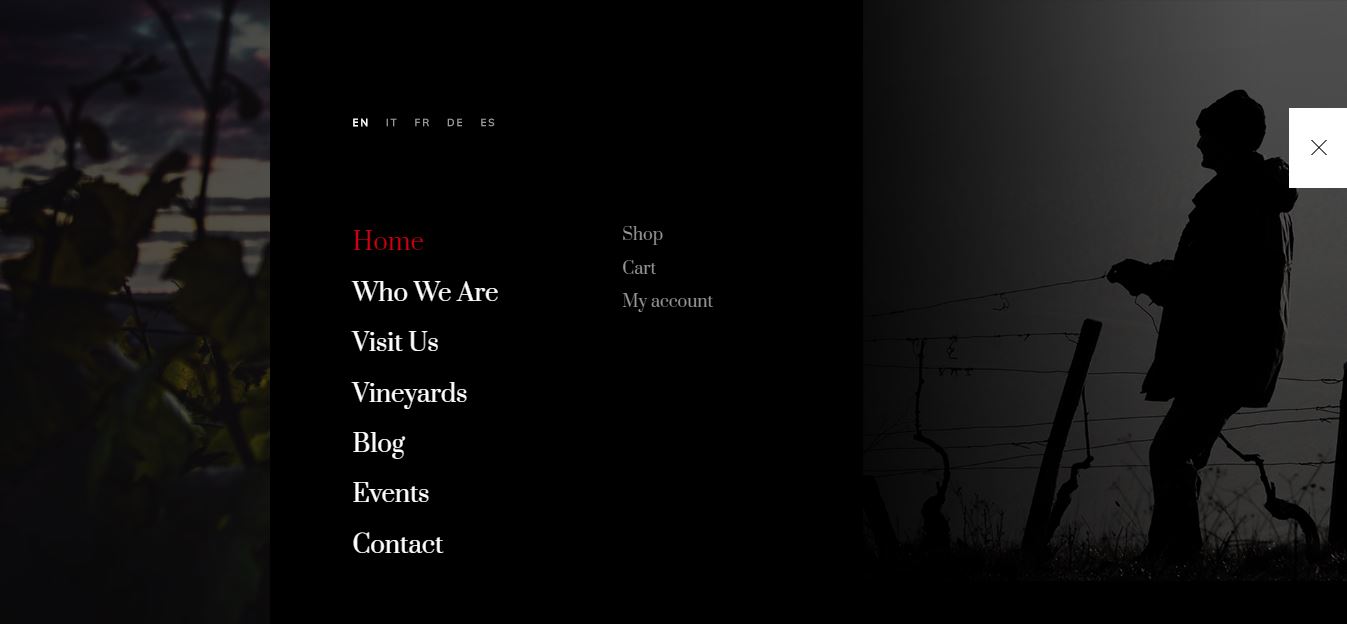 EN IT FR DE ES
Home
Who We Are
Visit Us
Vineyards
Blog
Events
Contact
Shop
Cart
My account